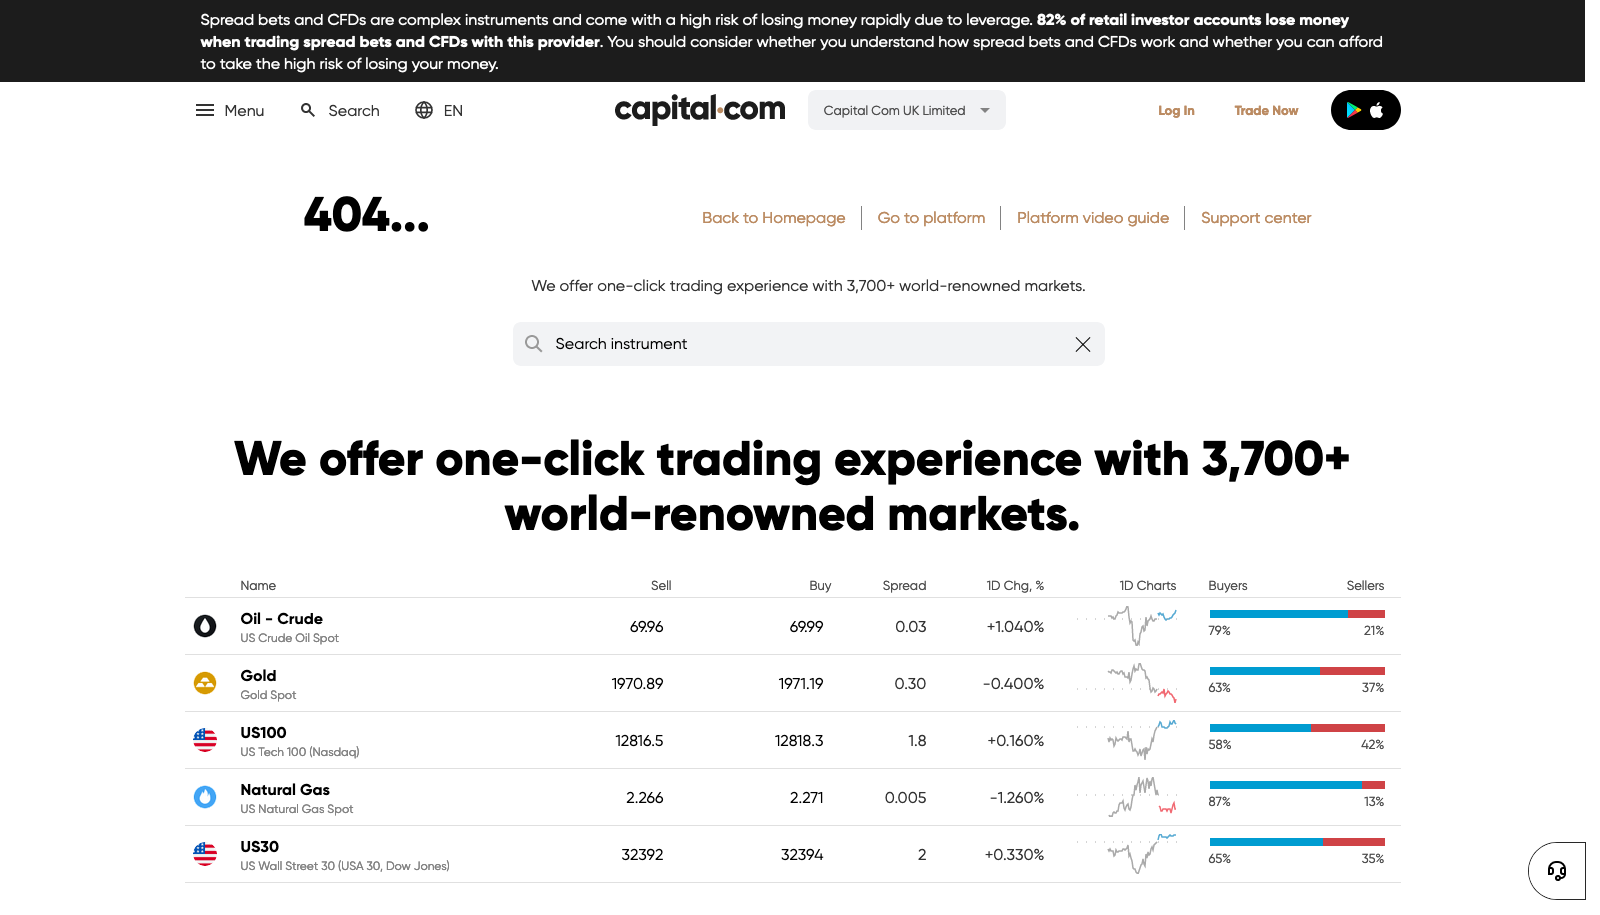 Spread bets and CFDs are complex instruments and come with a high risk of losing money rapidly due to leverage. 82% of retail investor accounts lose money
when trading spread bets and CFDs with this provider. You should consider whether you understand how spread bets and CFDs work and whether you can afford
to take the high risk of losing your money.
Menu Search EN capital.com Capital Com UK Limited Log In Trade Now
404...
Back to Homepage Go to platform Platform video guide Support center
We offer one-click trading experience with 3,700+ world-renowned markets.
Search instrument
We offer one-click trading experience with 3,700+
world-renowned markets.
Name Sell Buy Spread 1D Chg, % 1D Charts Buyers Sellers
Oil - Crude
US Crude Oil Spot
69.96 69.99 0.03 +1.040% 79% 21%
Gold
Gold Spot
1970.89 1971.19 0.30 -0.400% 63% 37%
US100
US Tech 100 (Nasdaq)
12816.5 12818.3 1.8 +0.160% 58% 42%
Natural Gas
US Natural Gas Spot
2.266 2.271 0.005 -1.260% 87% 13%
US30
US Wall Street 30 (USA 30, Dow Jones)
32392 32394 2 +0.330% 65% 35%